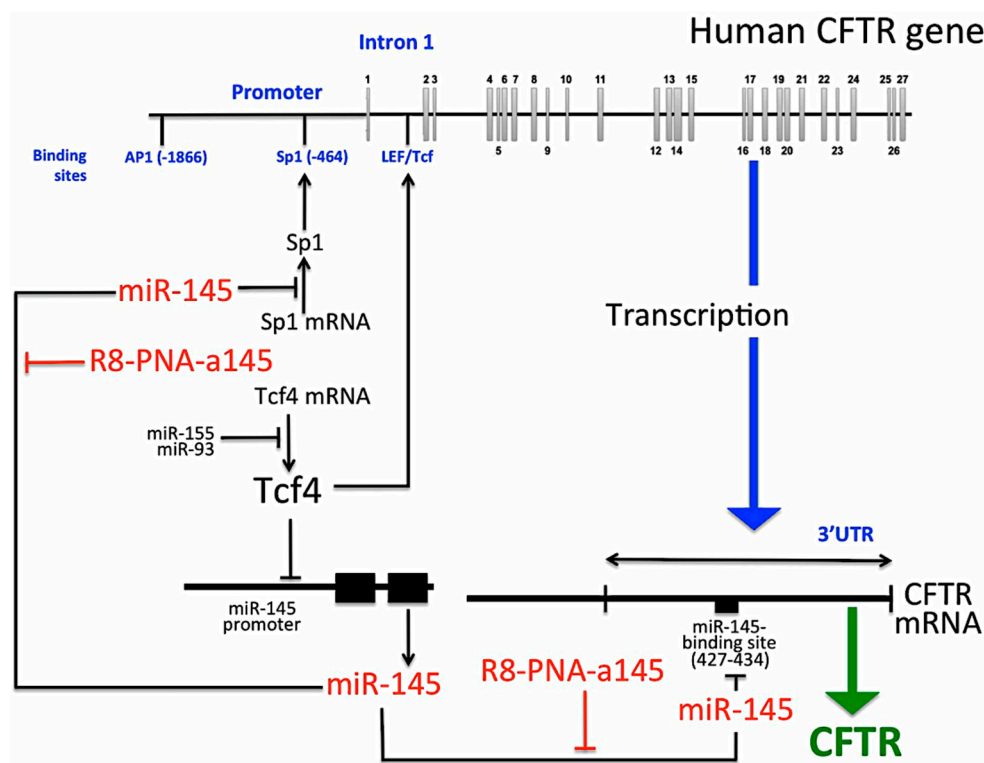 Human CFTR gene
Intron 1
1 2 3 4 6 7 8 10 11 13 15 17 19 21 22 24 25 27
Promoter
5 9 12 14 16 18 20 23 26
Binding
sites
AP1 (-1866)
Sp1 (-464)
LEF/Tcf
Sp1
miR-145
Sp1 mRNA
Transcription
R8-PNA-a145
Tcf4 mRNA
miR-155
miR-93
Tcf4
3’UTR
miR-145
promoter
CFTR
mRNA
miR-145-
binding site
(427-434)
miR-145
R8-PNA-a145
miR-145
CFTR